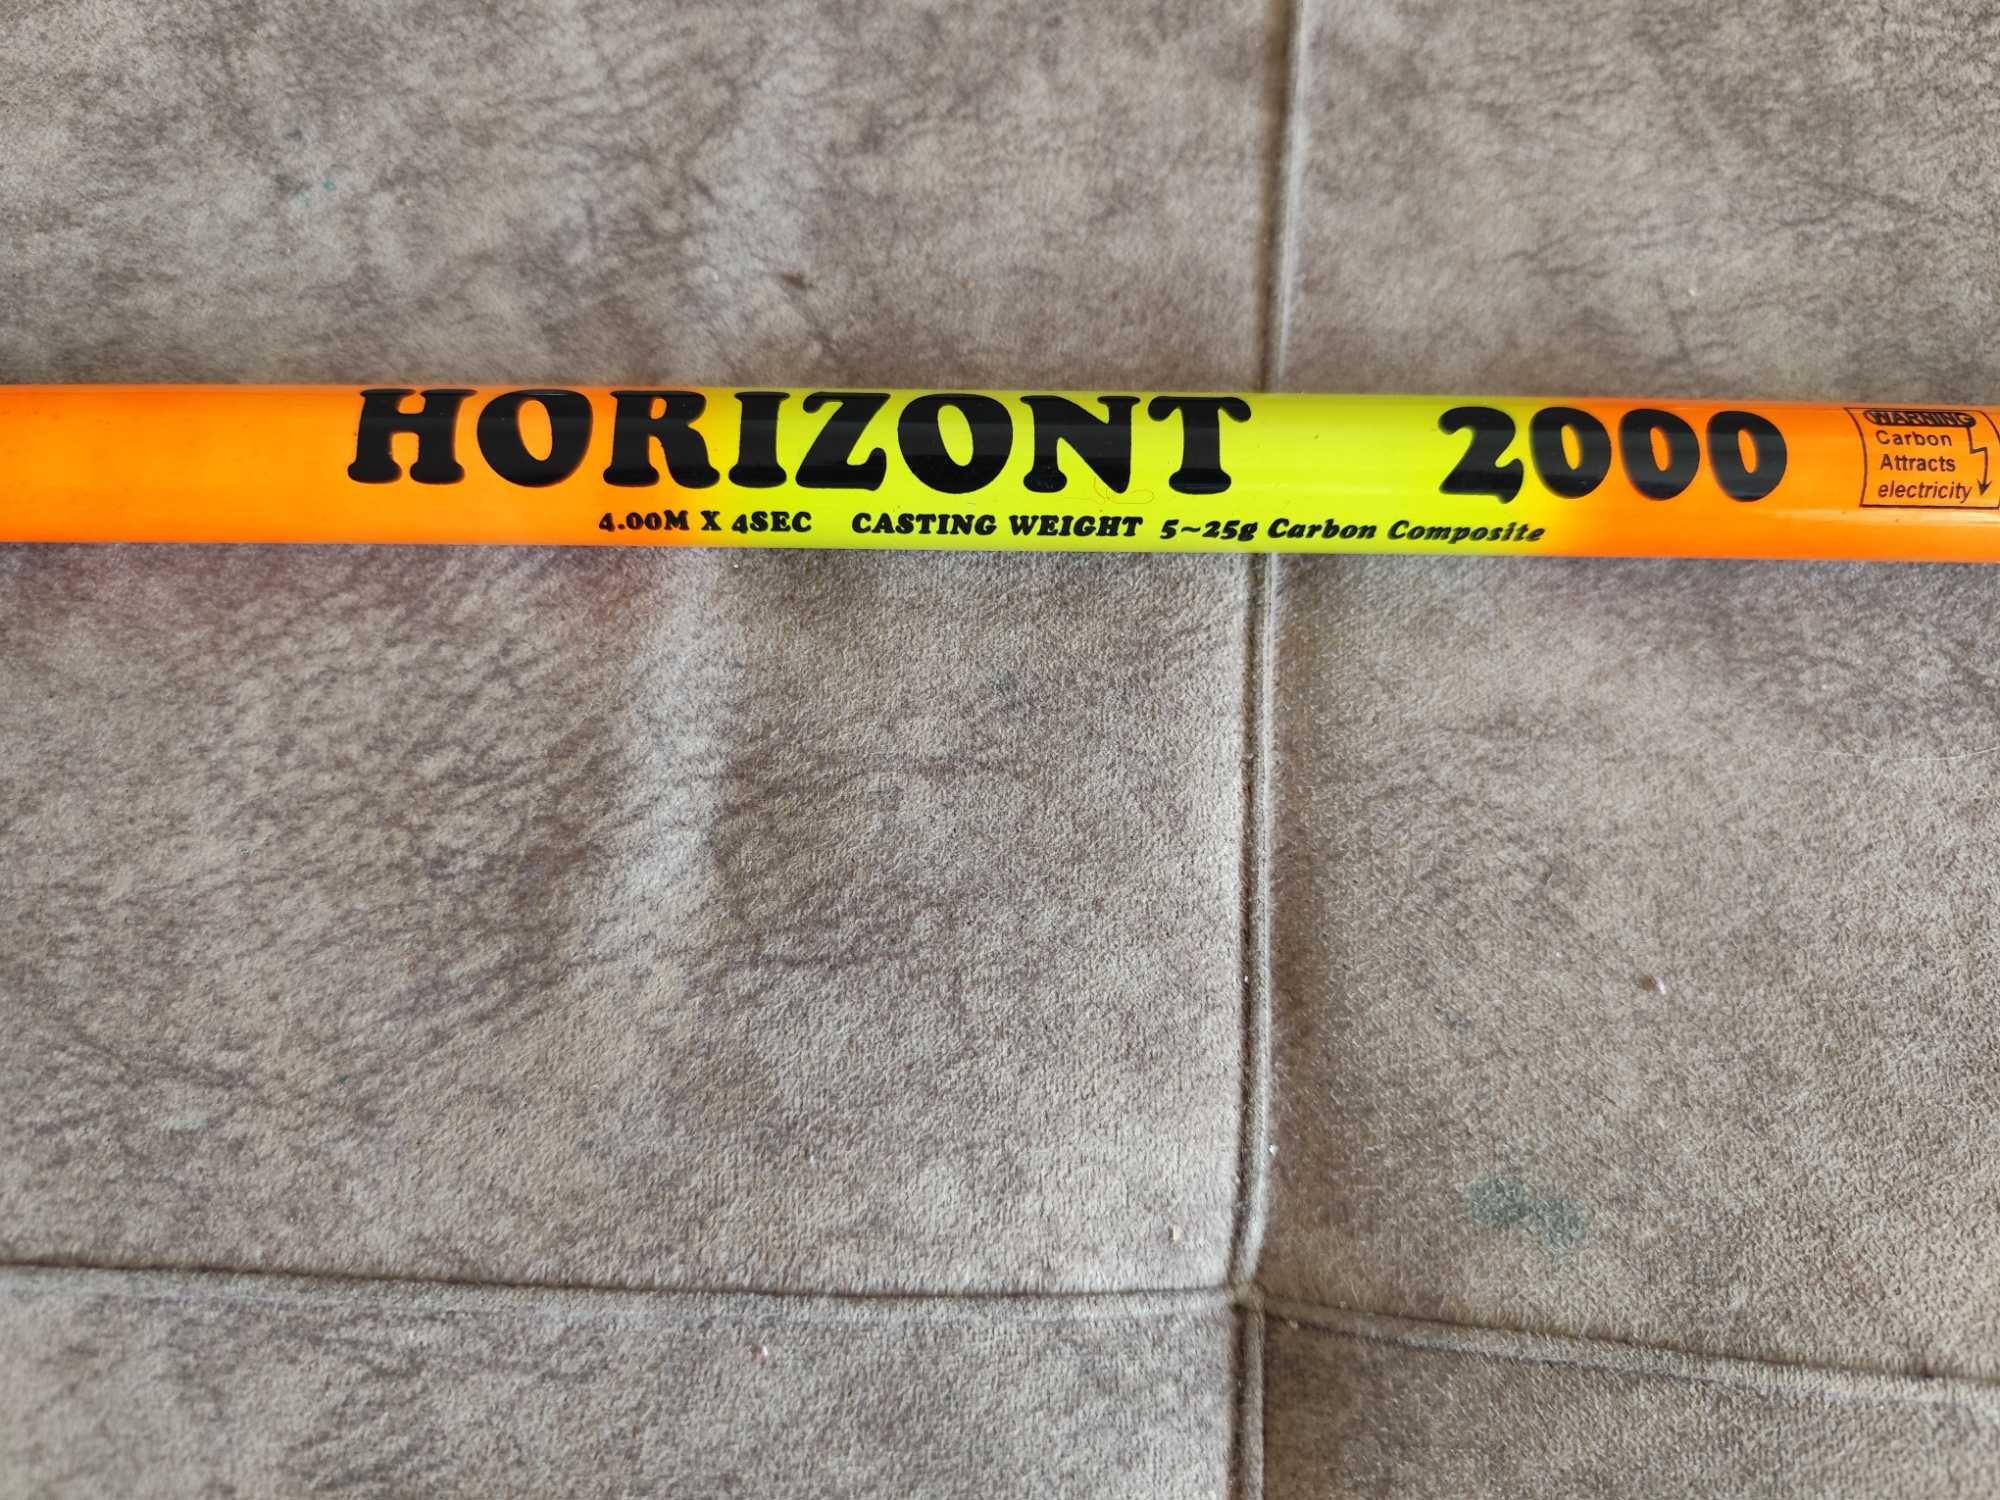 HORIZONT 2000
4.00M X 4SEC CASTING WEIGHT 5~25g Carbon Composite
WARNING
Carbon
Attracts
electricity